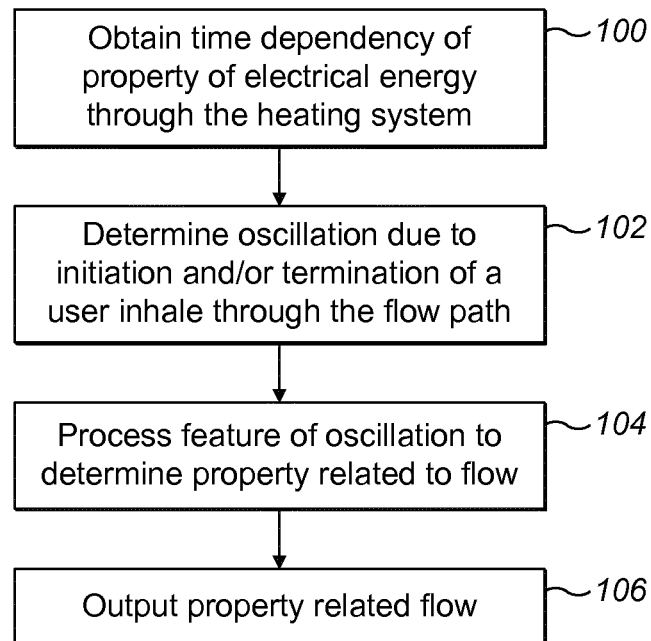 Obtain time dependency of
property of electrical energy
through the heating system
100
Determine oscillation due to
initiation and/or termination of a
user inhale through the flow path
102
Process feature of oscillation to
determine property related to flow
104
Output property related flow
106